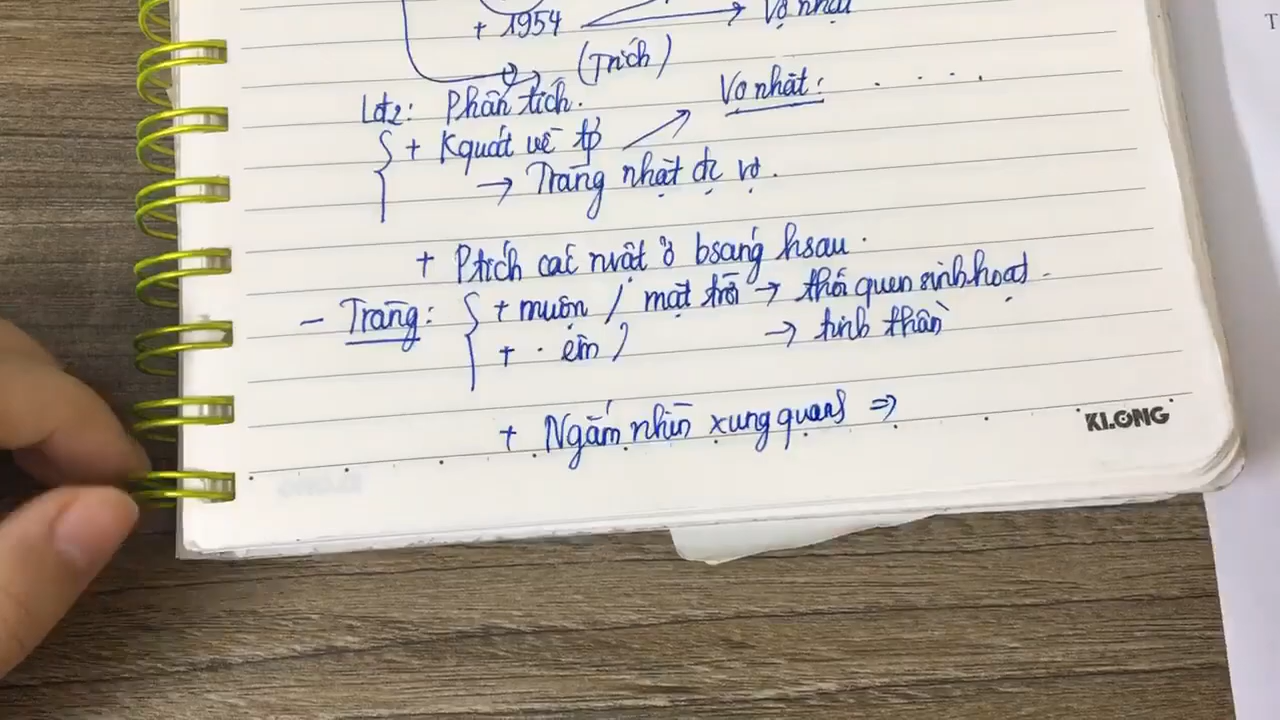 + 1954 → Vợ nhặt
(Trích)
Lđ2: Phân tích.
Vợ nhặt: . . . .
+ Kquát về tp
→ Tràng nhặt đc vợ.
+ Ptích các nvật ở bsáng hsau.
- Tràng: + muộn / mặt trời → thói quen sinh hoạt.
+ . êm → tinh thần
+ Ngắm nhìn xung quanh ⇒
KLONG
T